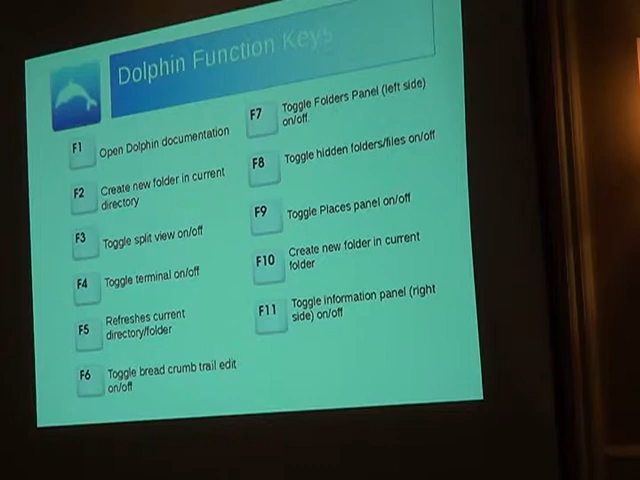 Dolphin Function Keys
F1
Open Dolphin documentation
F2
Create new folder in current
directory
F3
Toggle split view on/off
F4
Toggle terminal on/off
F5
Refreshes current
directory/folder
F6
Toggle bread crumb trail edit
on/off
F7
Toggle Folders Panel (left side)
on/off.
F8
Toggle hidden folders/files on/off
F9
Toggle Places panel on/off
F10
Create new folder in current
folder
F11
Toggle information panel (right
side) on/off